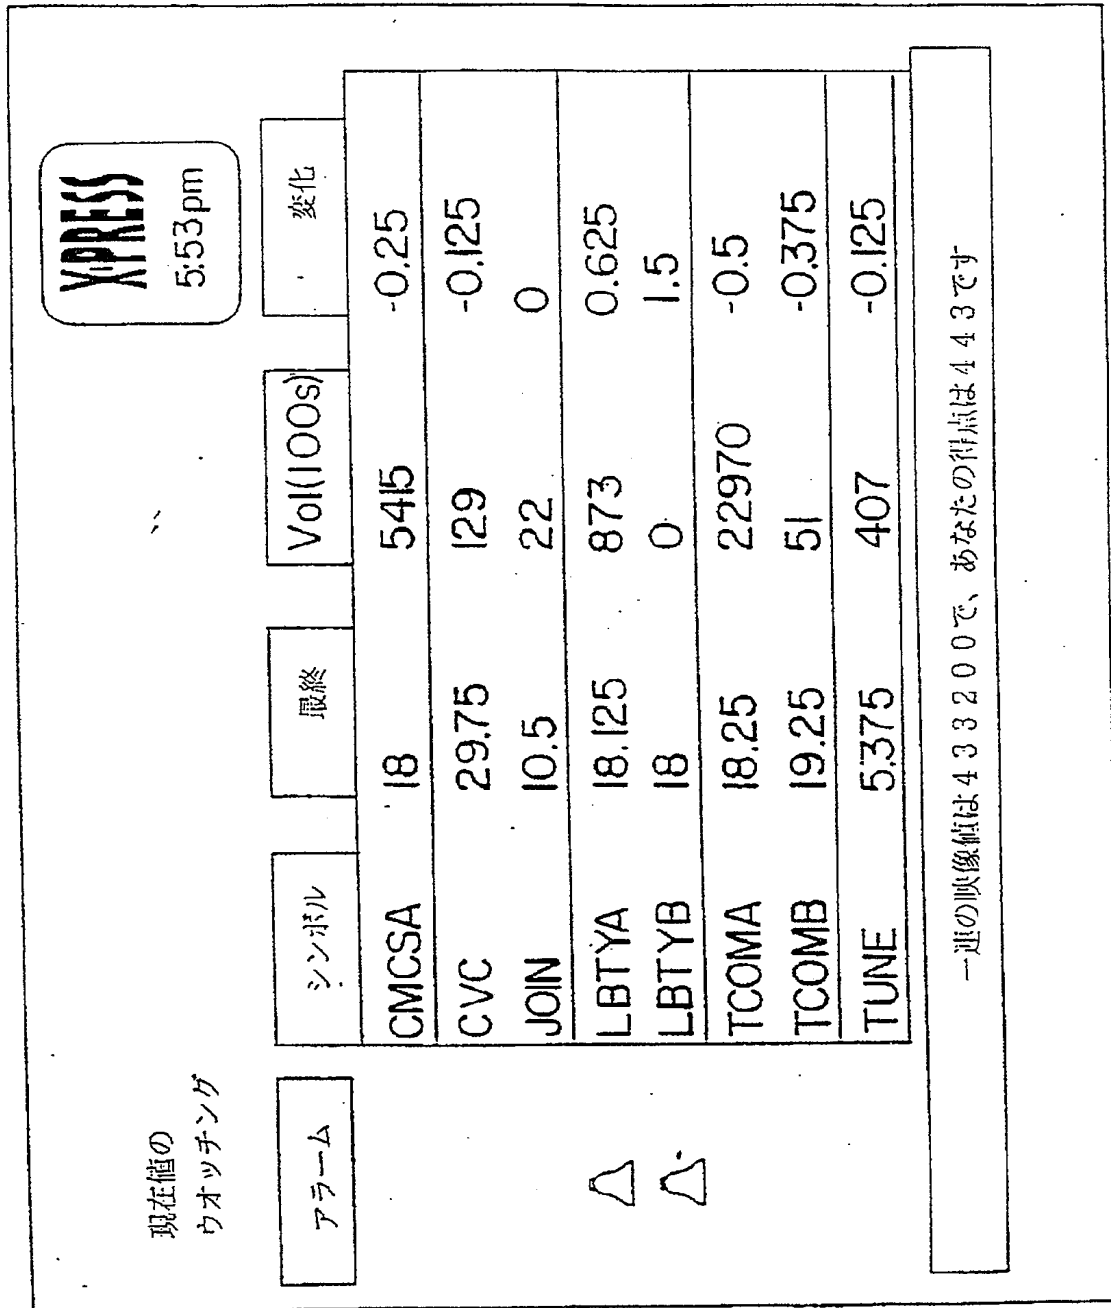 現在値の
ウオッチング
X·PRESS
5:53pm
アラーム シンボル 最終 Vol(100s) 変化
CMCSA 18 5415 -0.25
CVC 29.75 129 -0.125
JOIN 10.5 22 0
LBTYA 18.125 873 0.625
LBTYB 18 0 1.5
TCOMA 18.25 22970 -0.5
TCOMB 19.25 51 -0.375
TUNE 5.375 407 -0.125
一連の映像値は433200で、あなたの得点は443です